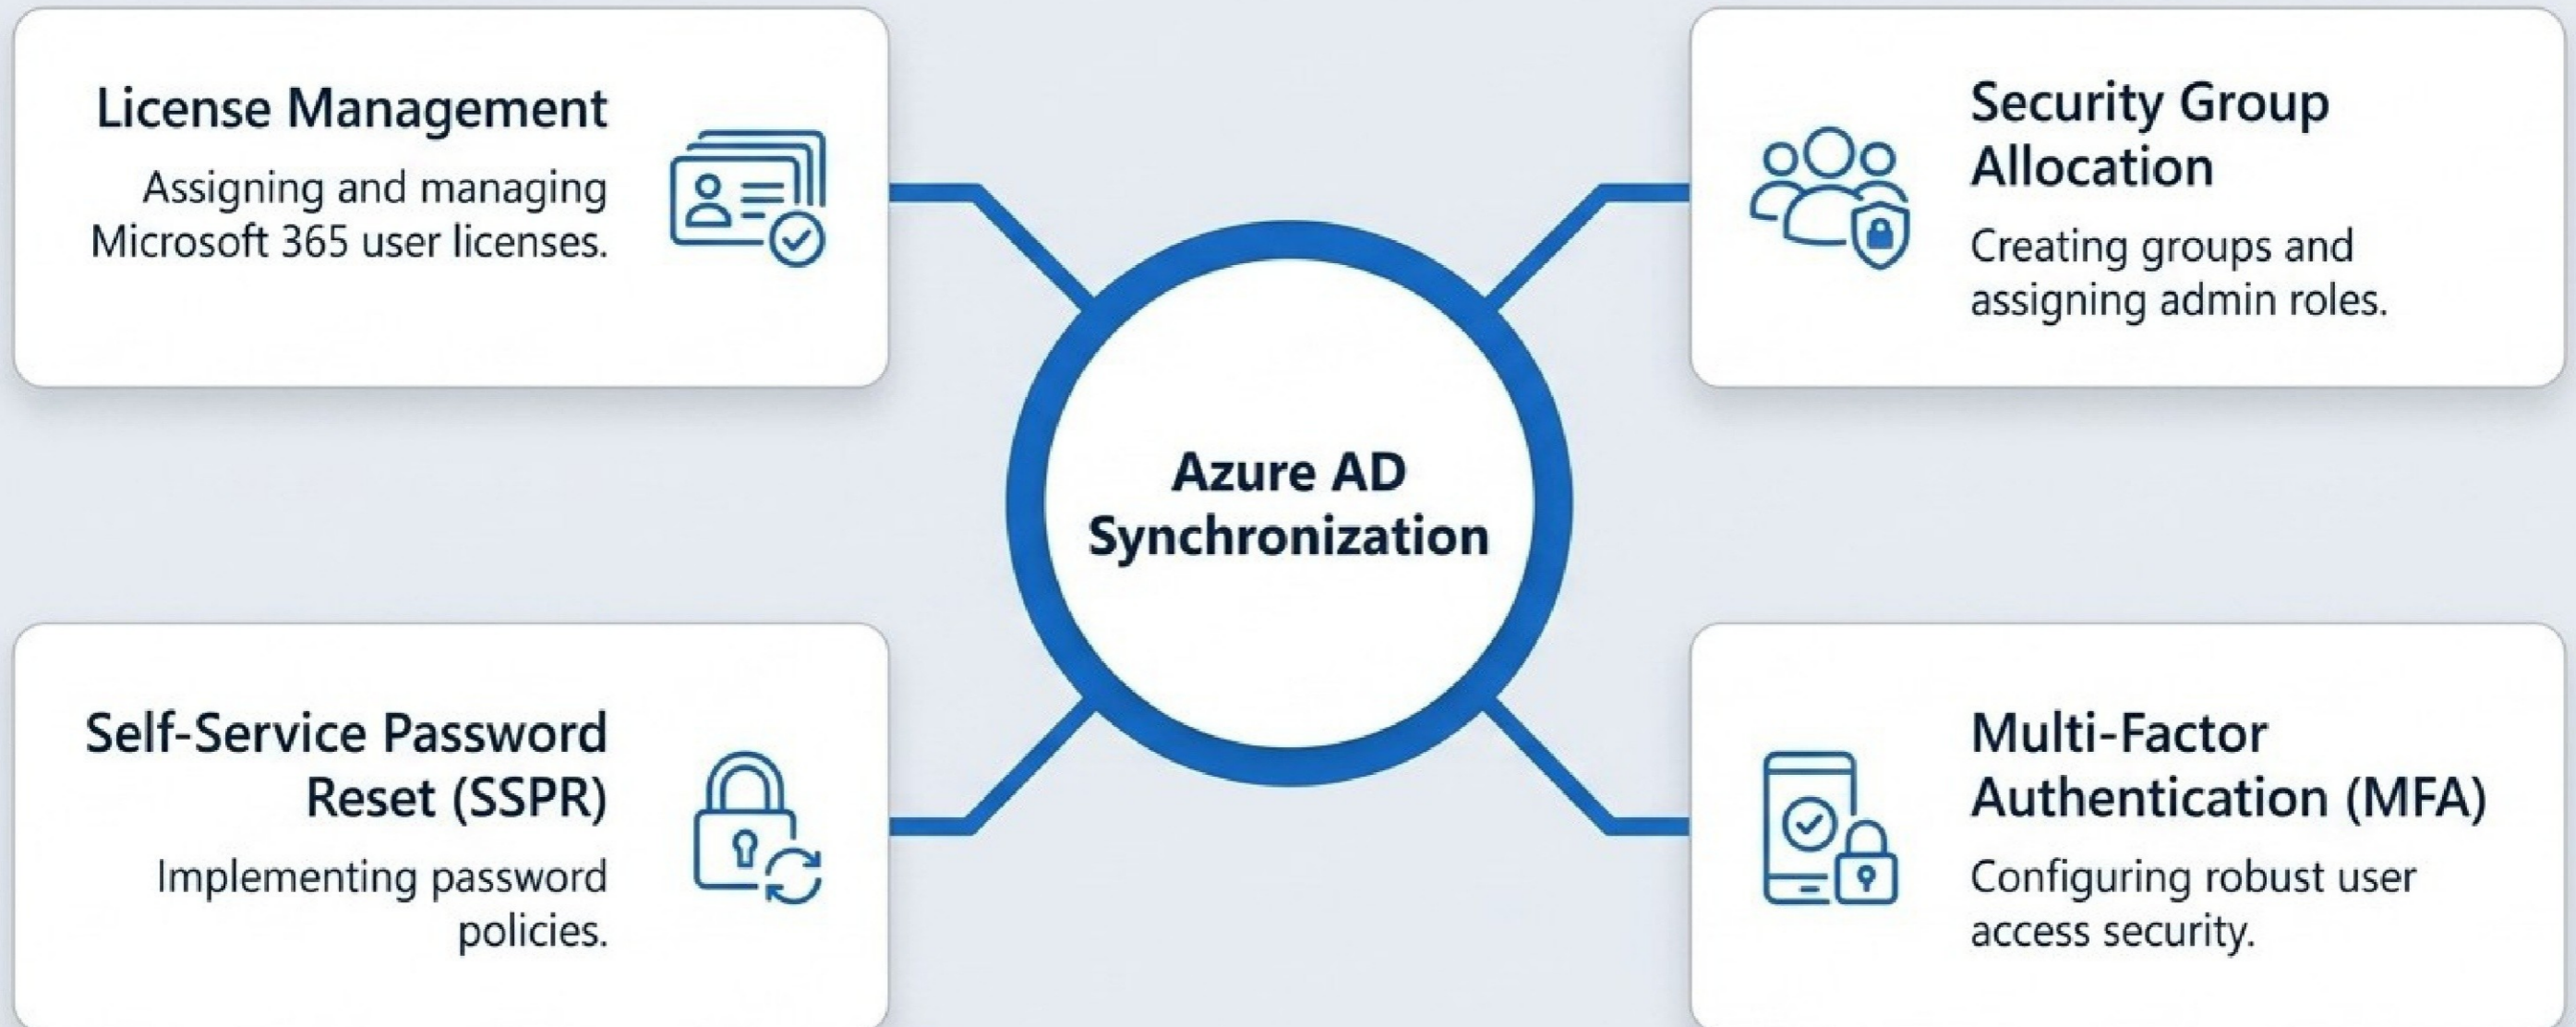 License Management
Assigning and managing
Microsoft 365 user licenses.
Security Group
Allocation
Creating groups and
assigning admin roles.
Azure AD
Synchronization
Self-Service Password
Reset (SSPR)
Implementing password
policies.
Multi-Factor
Authentication (MFA)
Configuring robust user
access security.